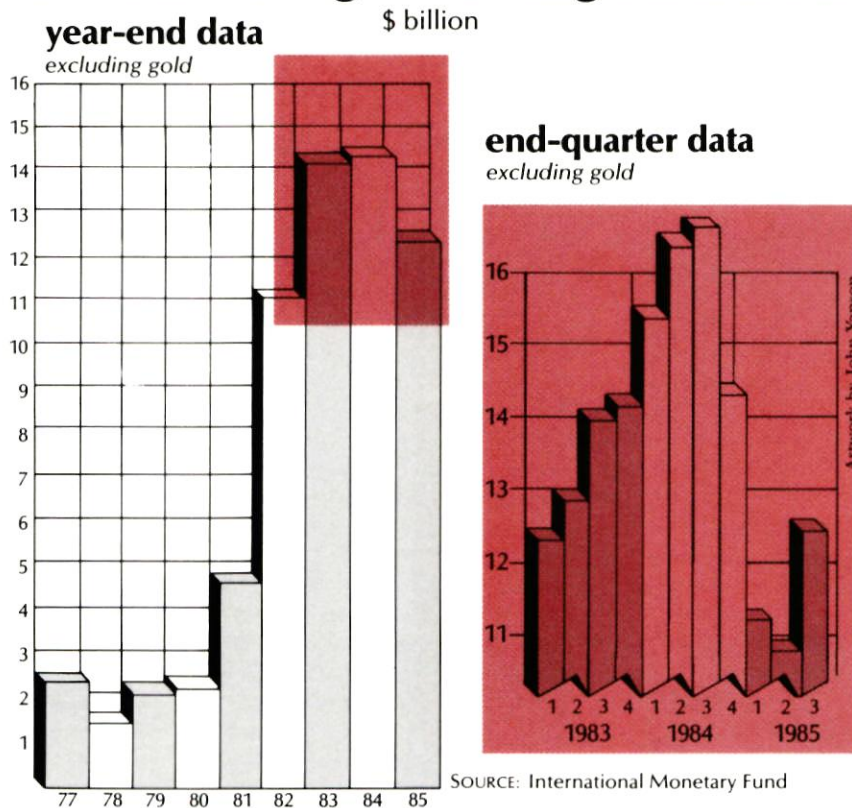 $ billion
year-end data
excluding gold
16
15
14
13
12
11
10
9
8
7
6
5
4
3
2
1
77 78 79 80 81 82 83 84 85
end-quarter data
excluding gold
16
15
14
13
12
11
1 2 3 4 1 2 3 4 1 2 3
1983 1984 1985
SOURCE: International Monetary Fund
Artwork by John